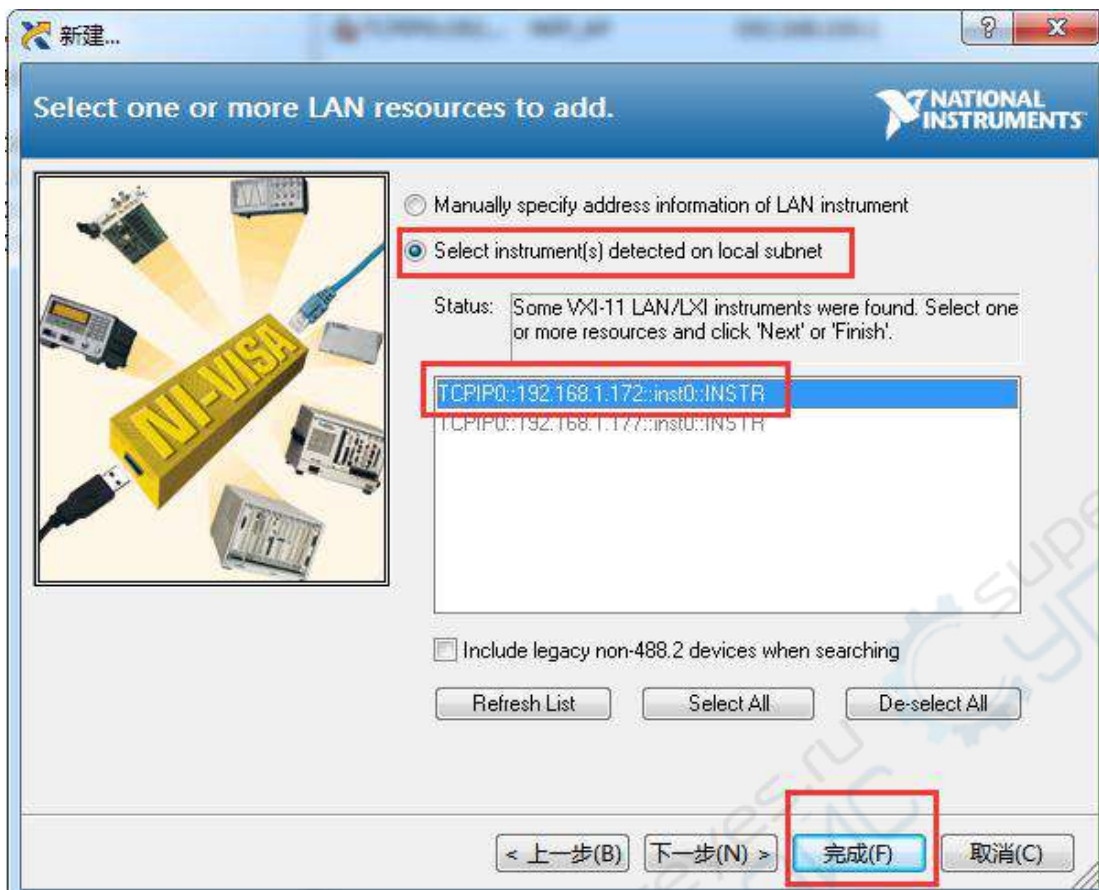 新建...
Select one or more LAN resources to add.
NATIONAL
INSTRUMENTS
Manually specify address information of LAN instrument
Select instrument(s) detected on local subnet
Status:
Some VXI-11 LAN/LXI instruments were found. Select one
or more resources and click 'Next' or 'Finish'.
NI-VISA
TCPIP0::192.168.1.172::inst0::INSTR
TCPIP0::192.168.1.177::inst0::INSTR
Include legacy non-488.2 devices when searching
Refresh List
Select All
De-select All
< 上一步(B)
下一步(N) >
完成(F)
取消(C)